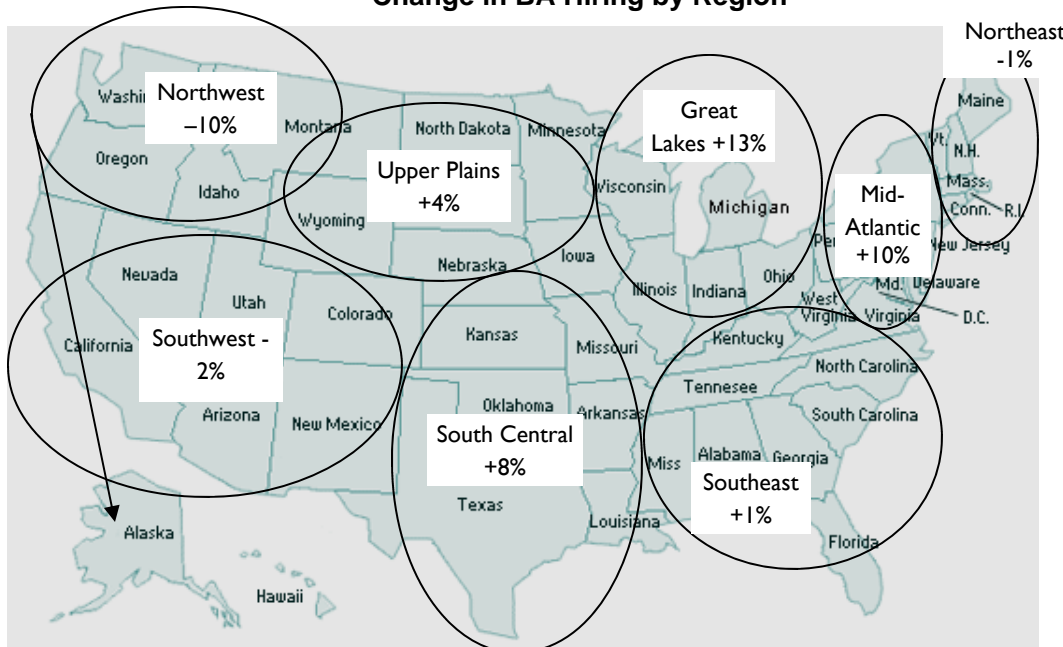 Change in BA Hiring by Region
Northeast
-1%
Northwest
–10%
Great
Lakes +13%
Upper Plains
+4%
Mid-
Atlantic
+10%
Southwest -
2%
South Central
+8%
Southeast
+1%
Maine
Montana
North Dakota
Minnesota
Vt.
N.H.
Oregon
Idaho
Wyoming
Wisconsin
Michigan
Mass.
Conn.
R.I.
New Jersey
Nevada
Utah
Colorado
Nebraska
Iowa
Illinois
Indiana
Ohio
West
Virginia
Md.
Delaware
Virginia
D.C.
California
Kansas
Missouri
Kentucky
North Carolina
Tennesee
Arizona
New Mexico
Oklahoma
Arkansas
South Carolina
Miss
Alabama
Georgia
Texas
Louisiana
Florida
Alaska
Hawaii